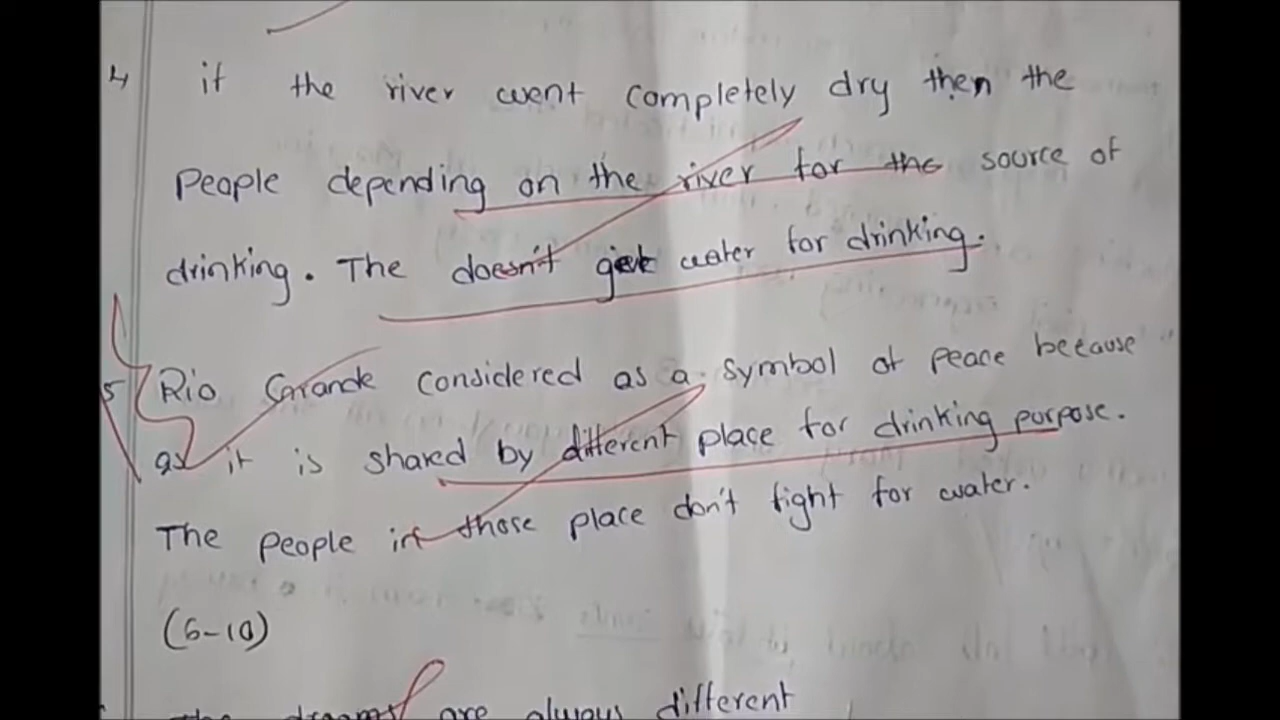 4 if the river went completely dry then the
People depending on the river for the source of
drinking. The doesn't get water for drinking.
5 Rio Grande considered as a symbol of peace because
as it is shared by different place for drinking purpose.
The people in those place don't fight for water.
(6-10)
the dreams are always different